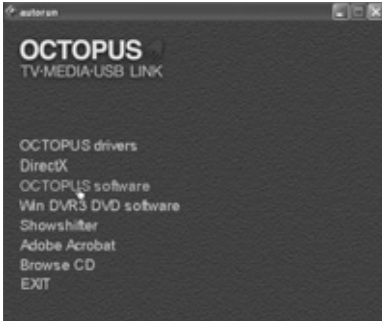 autorun
OCTOPUS
TV-MEDIA-USB LINK
OCTOPUS drivers
DirectX
OCTOPUS software
Win DVR3 DVD software
Showshifter
Adobe Acrobat
Browse CD
EXIT